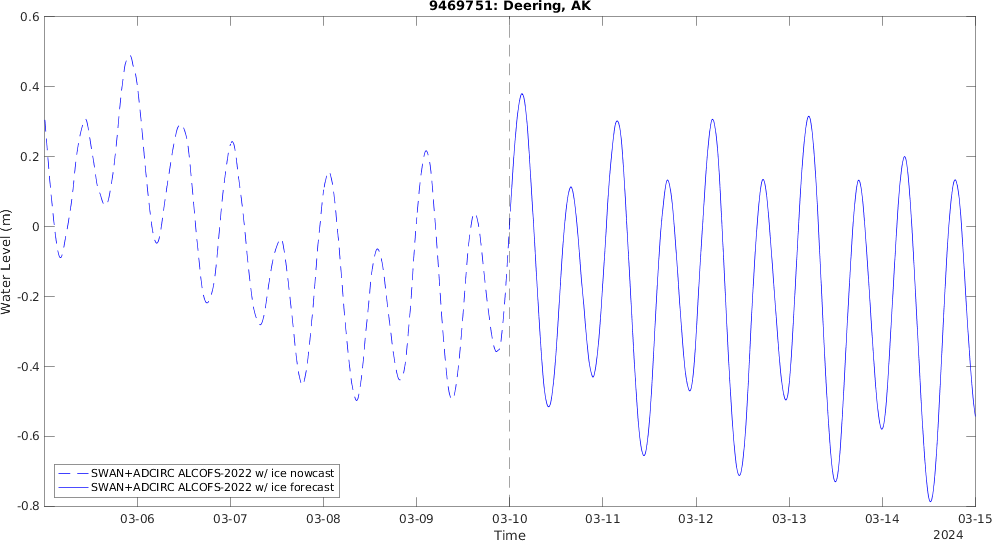 9469751: Deering, AK
Water Level (m)
0.6
0.4
0.2
0
-0.2
-0.4
-0.6
-0.8
SWAN+ADCIRC ALCOFS-2022 w/ ice nowcast
SWAN+ADCIRC ALCOFS-2022 w/ ice forecast
03-06 03-07 03-08 03-09 03-10 03-11 03-12 03-13 03-14 03-15
Time
2024